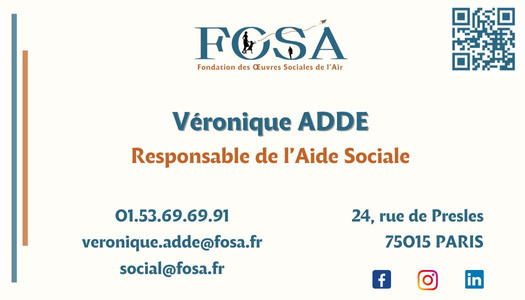 FOSA
Fondation des Œuvres Sociales de l'Air
Véronique ADDE
Responsable de l'Aide Sociale
01.53.69.69.91
veronique.adde@fosa.fr
social@fosa.fr
24, rue de Presles
75015 PARIS